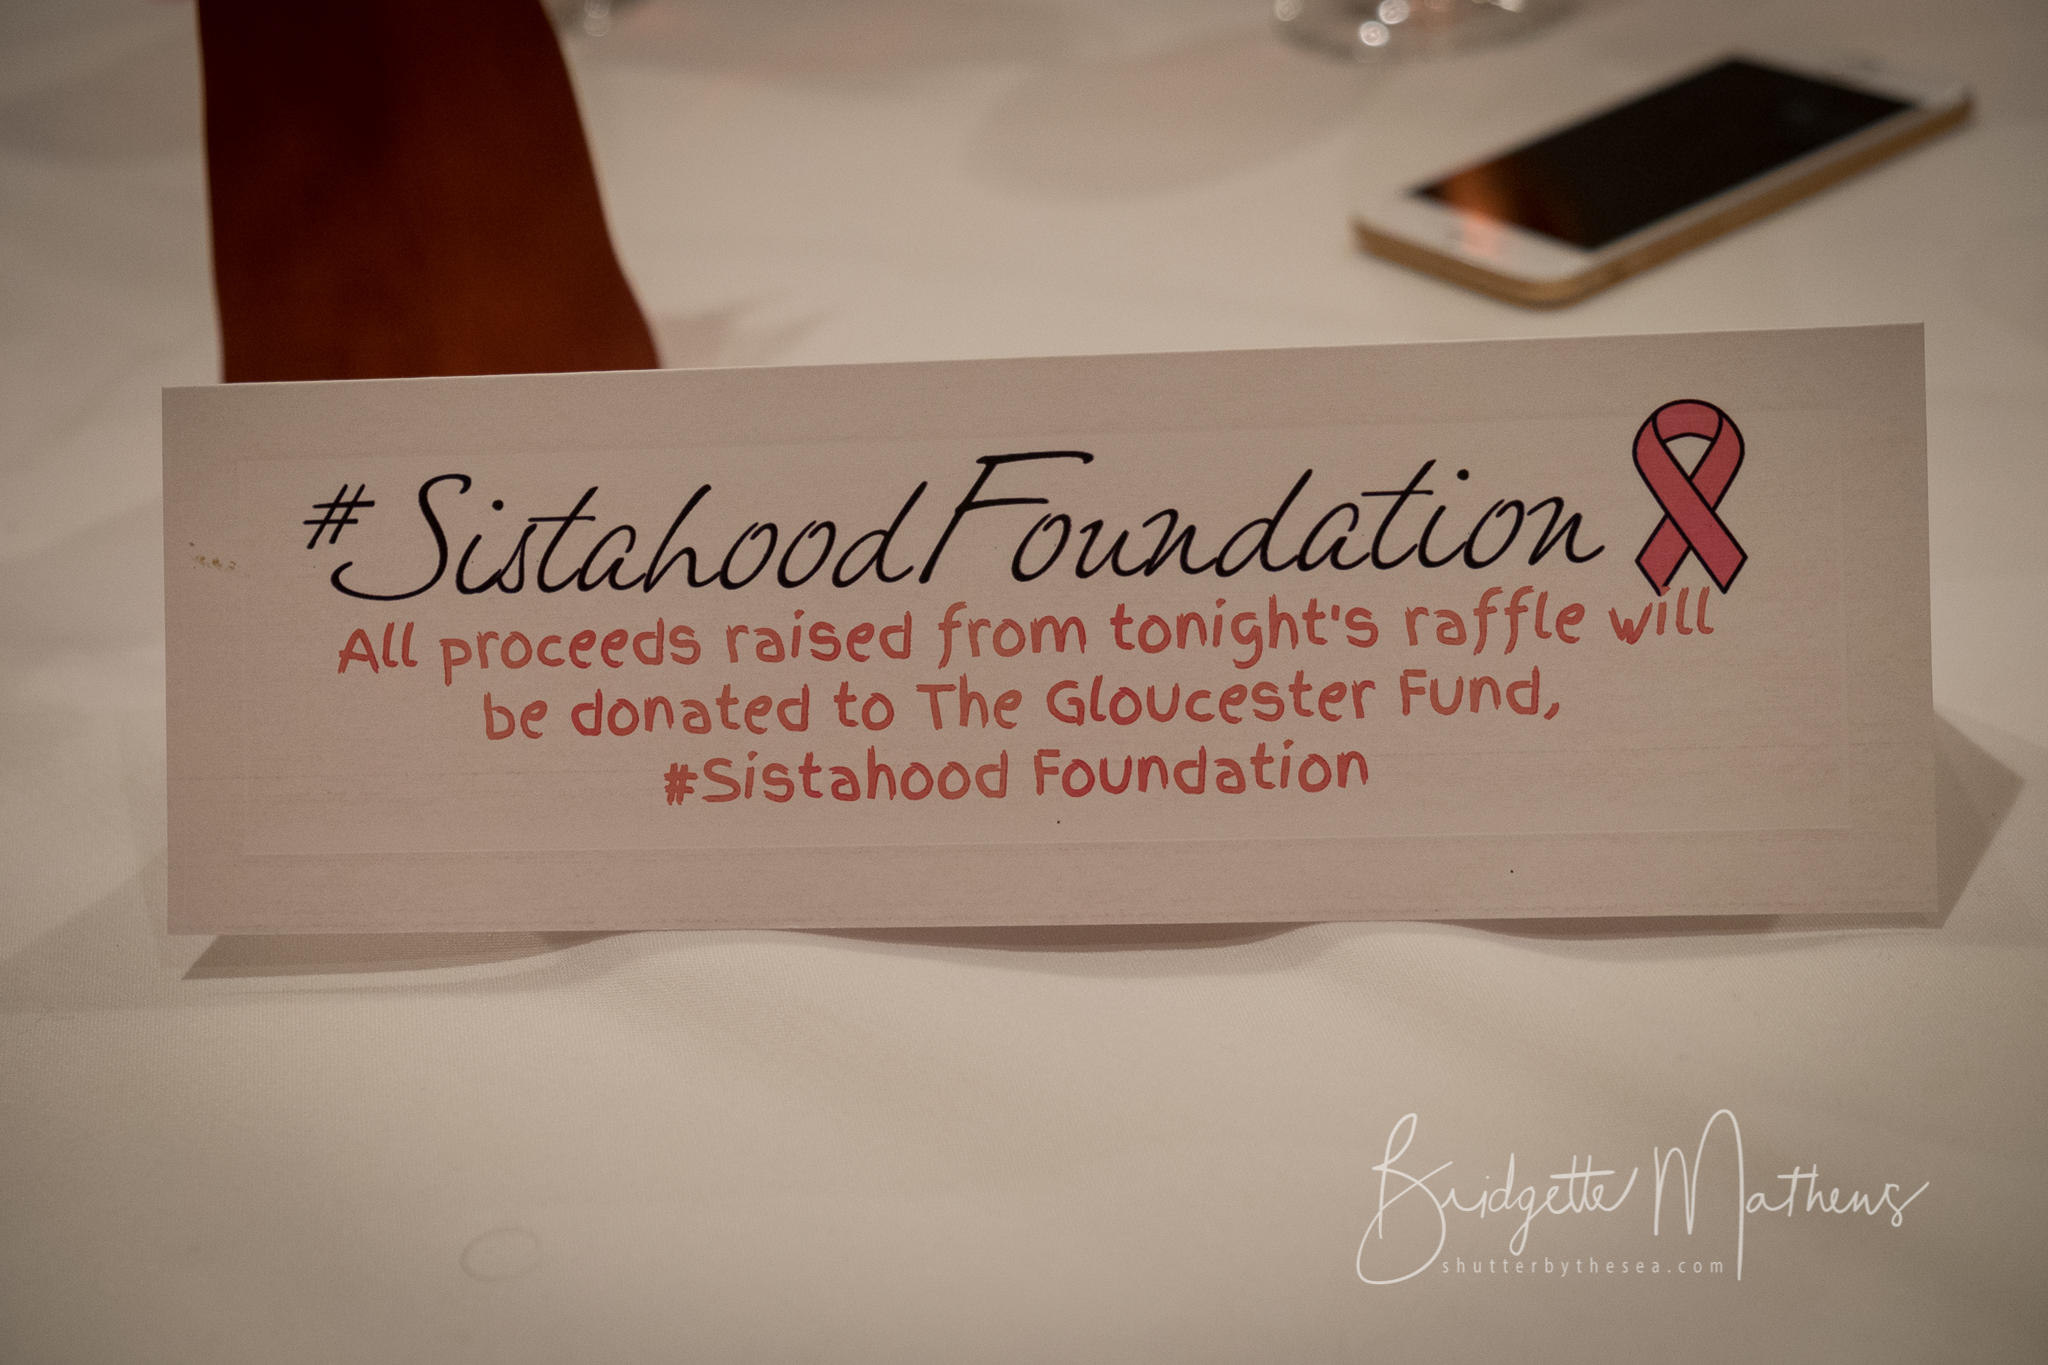 #SistahoodFoundation
All proceeds raised from tonight's raffle will
be donated to The Gloucester Fund,
#Sistahood Foundation
Bridgette Mathews
shutterbythesea.com